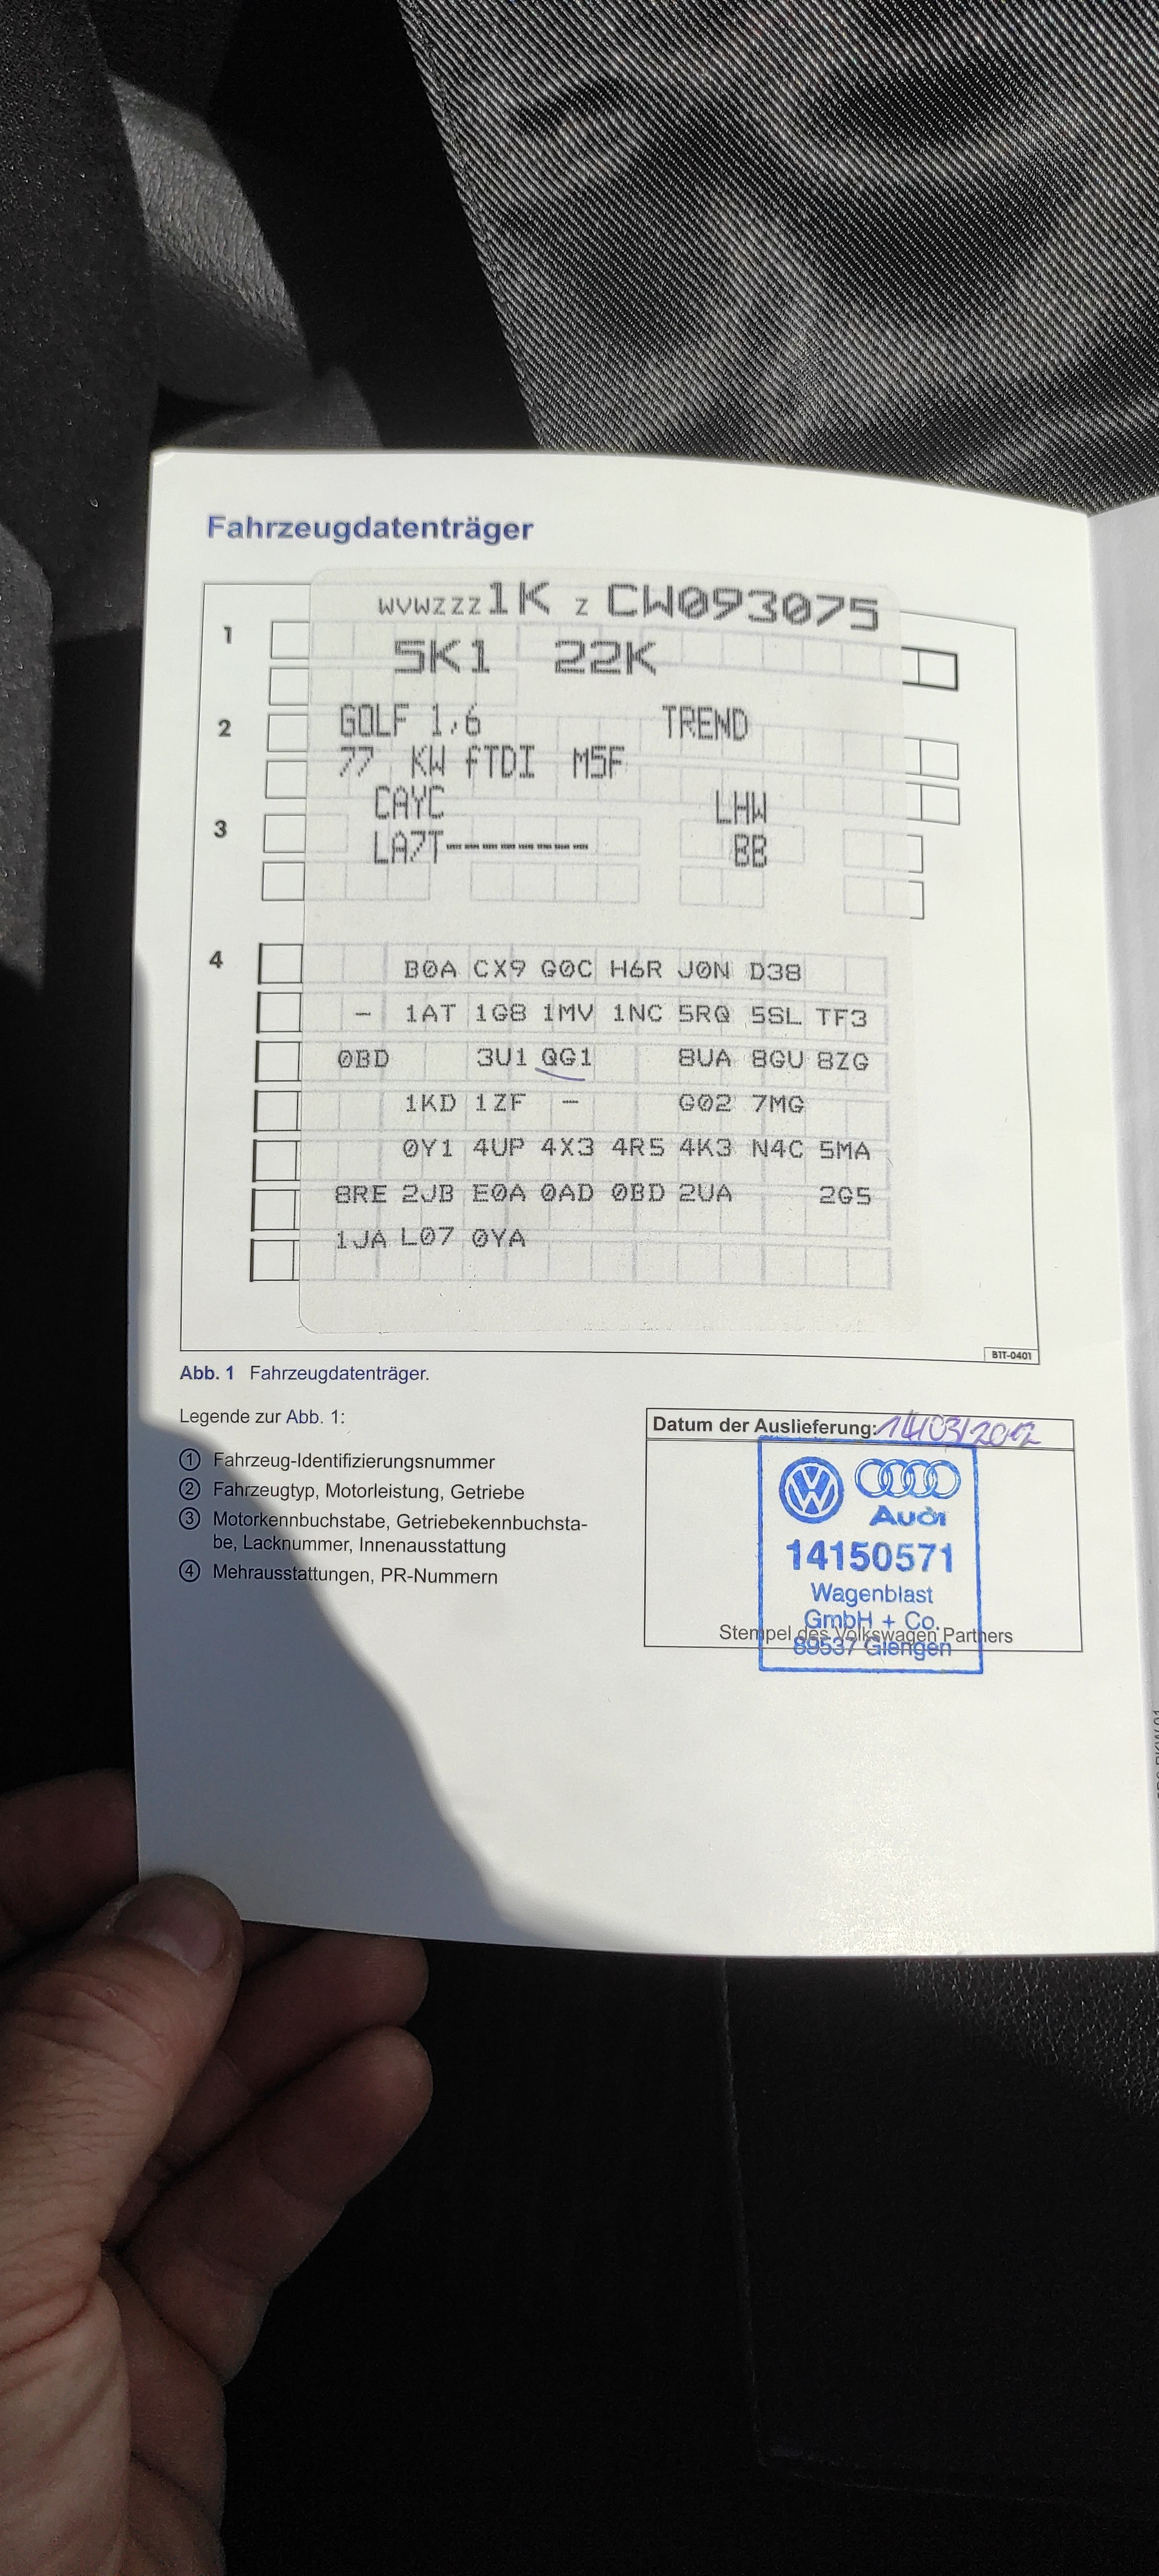 Fahrzeugdatenträger
WVWZZZ1K Z CW093075
1
5K1 22K
2
GOLF 1,6 TREND
77 KW fTDI M5F
CAYC LHW
3
LA7T---------- BB
4
B0A CX9 G0C H6R J0N D38
- 1AT 1G8 1MV 1NC 5RQ 5SL TF3
0BD 3U1 QG1 8UA 8GU 8ZG
1KD 1ZF - G02 7MG
0Y1 4UP 4X3 4R5 4K3 N4C 5MA
8RE 2JB E0A 0AD 0BD 2UA 2G5
1JA L07 0YA
B1T-0401
Abb. 1 Fahrzeugdatenträger.
Legende zur Abb. 1:
1 Fahrzeug-Identifizierungsnummer
2 Fahrzeugtyp, Motorleistung, Getriebe
3 Motorkennbuchstabe, Getriebekennbuchsta-
be, Lacknummer, Innenausstattung
4 Mehrausstattungen, PR-Nummern
Datum der Auslieferung: 14/03/2012
Audi
14150571
Wagenblast
GmbH + Co.
89537 Giengen
Stempel des Volkswagen Partners